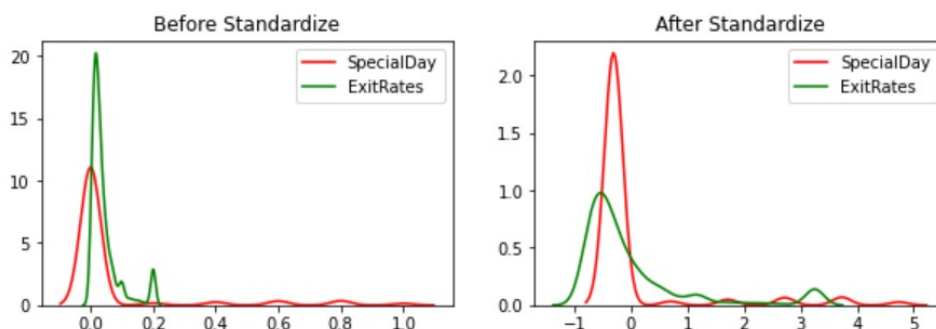 Before Standardize
20
15
10
5
0
0.0 0.2 0.4 0.6 0.8 1.0
SpecialDay
ExitRates
After Standardize
2.0
1.5
1.0
0.5
0.0
−1 0 1 2 3 4 5
SpecialDay
ExitRates